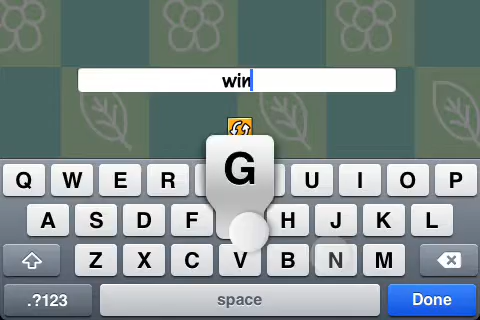 win
G
Q W E R U I O P
A S D F H J K L
Z X C V B N M
.?123 space Done